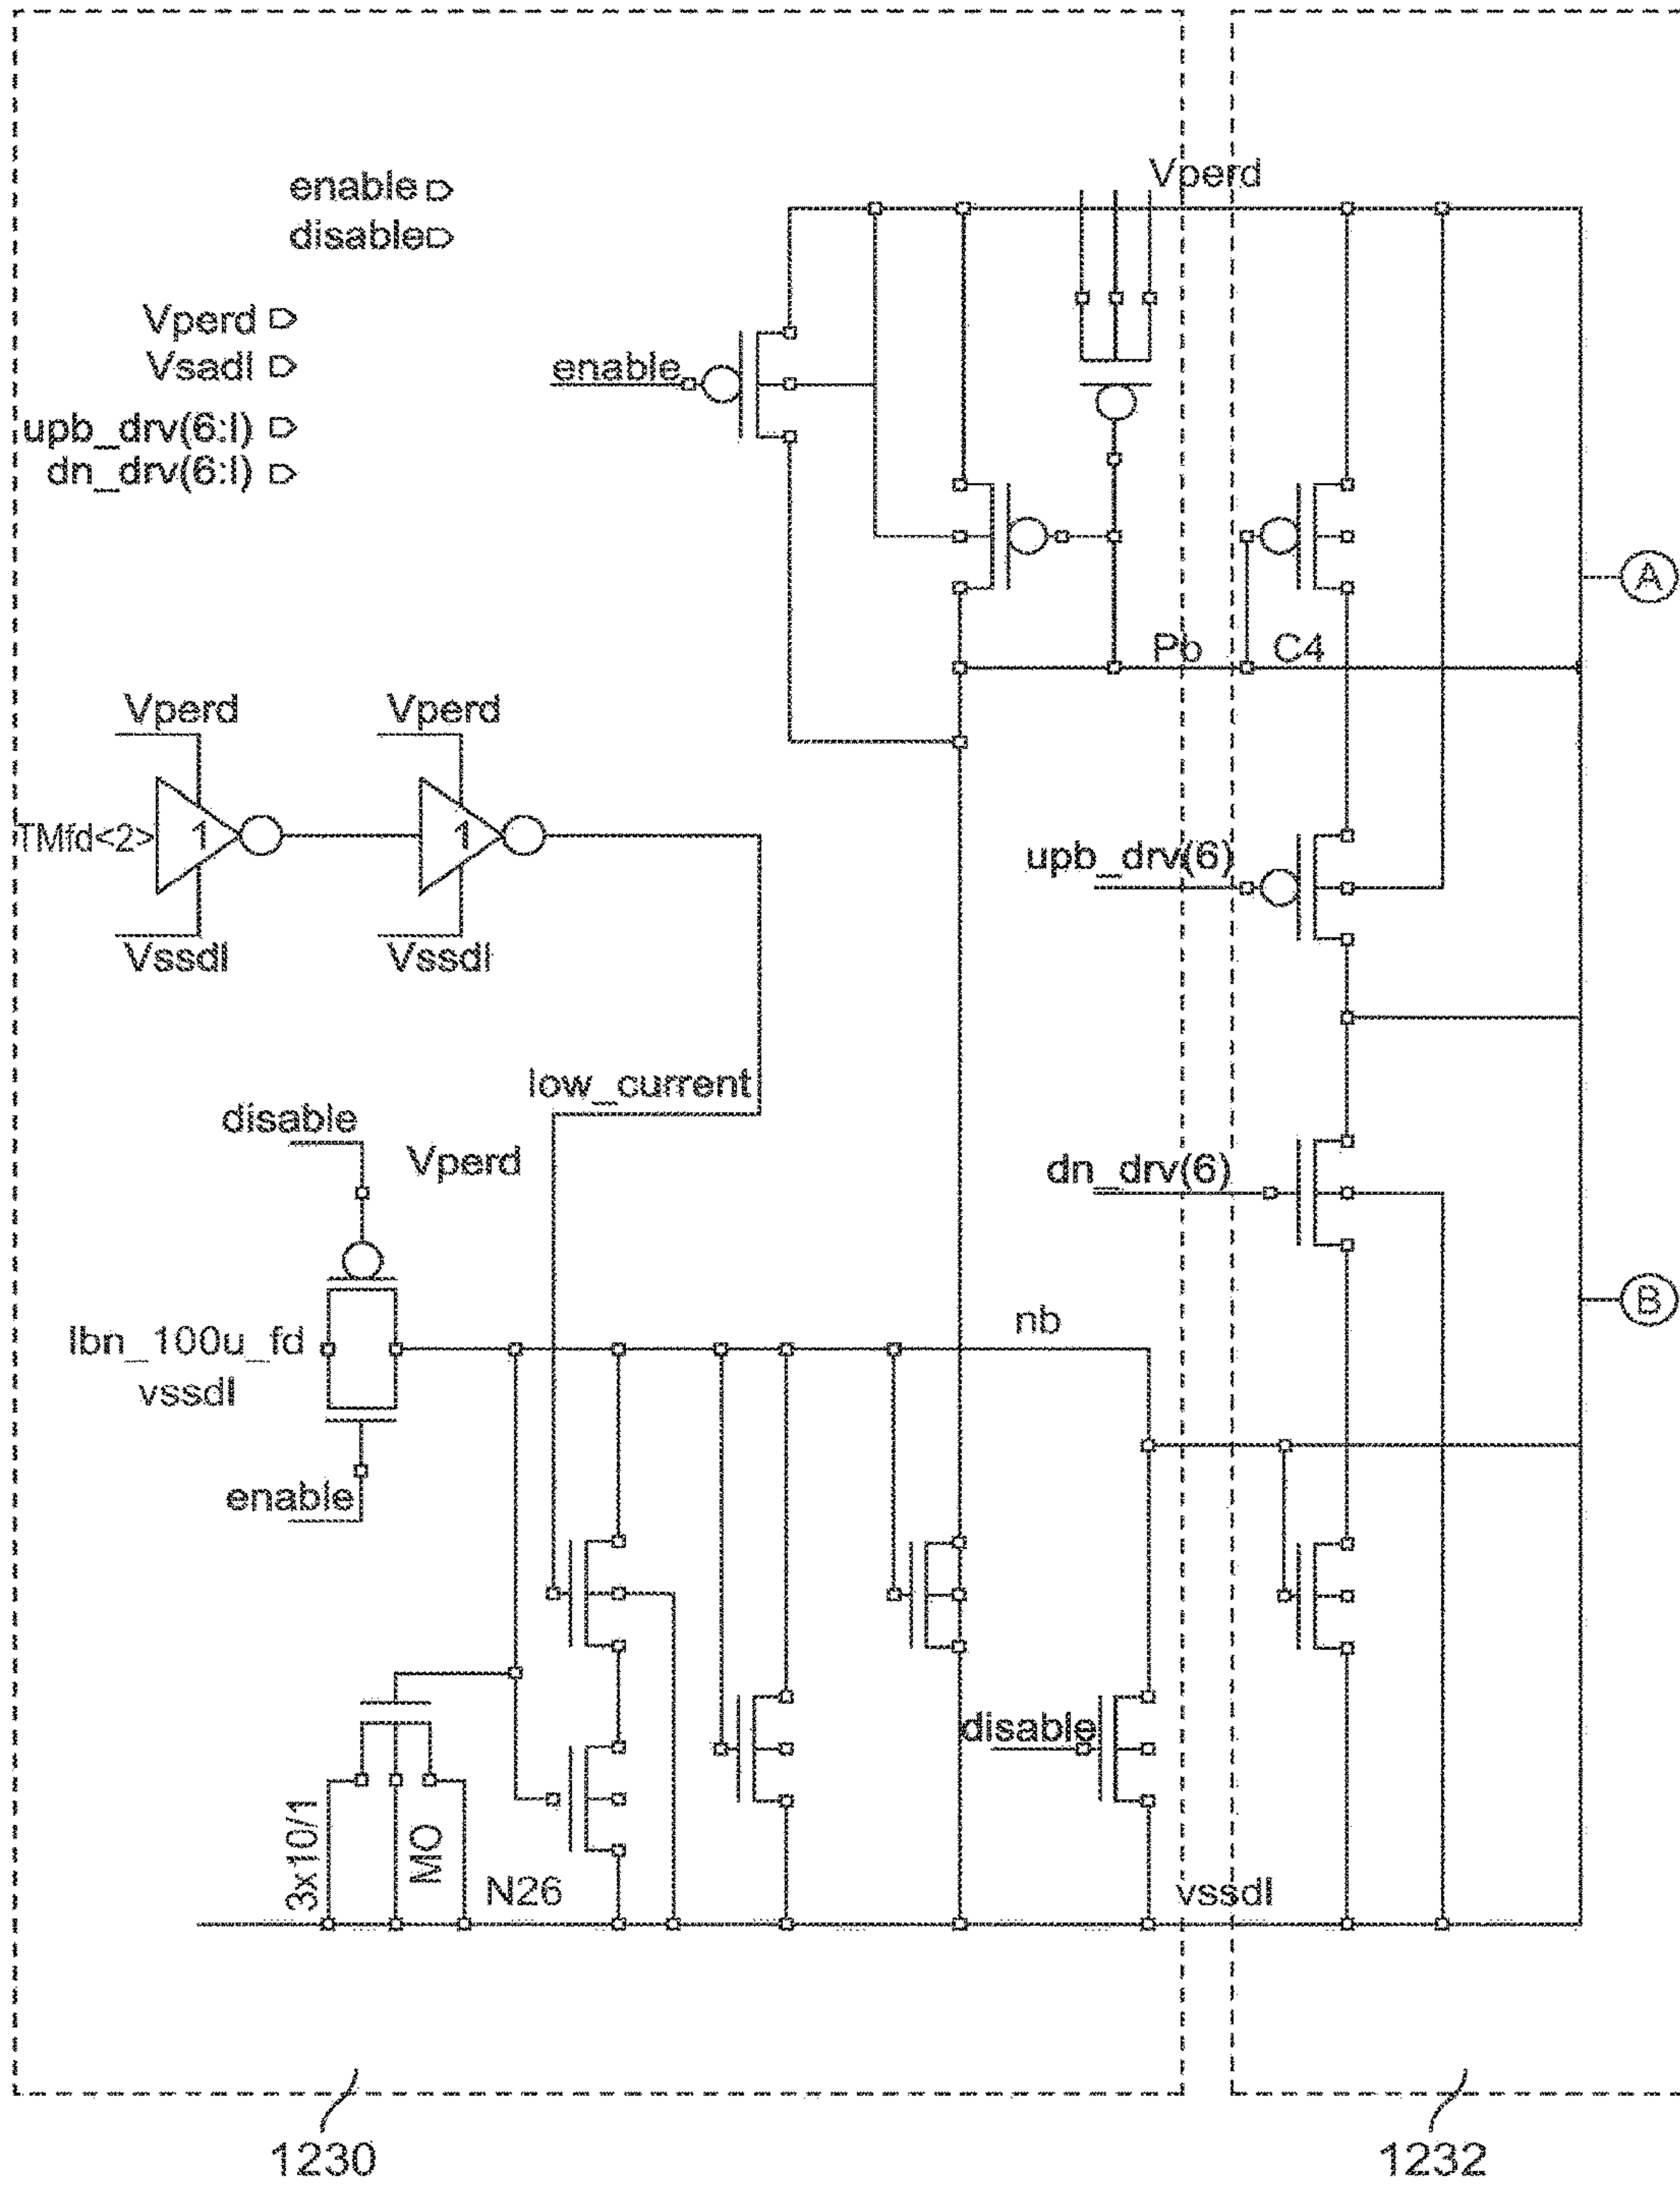 enable
disable
Vperd
Vsadl
upb_drv(6:l)
dn_drv(6:l)
Vperd
enable
A
Pb
C4
Vperd
Vperd
TMfd<2>
1
1
upb_drv(6)
Vssdl
Vssdl
low_current
disable
Vperd
dn_drv(6)
B
nb
Ibn_100u_fd
vssdl
enable
disable
3x10/1
MO
N26
vssdl
1230
1232